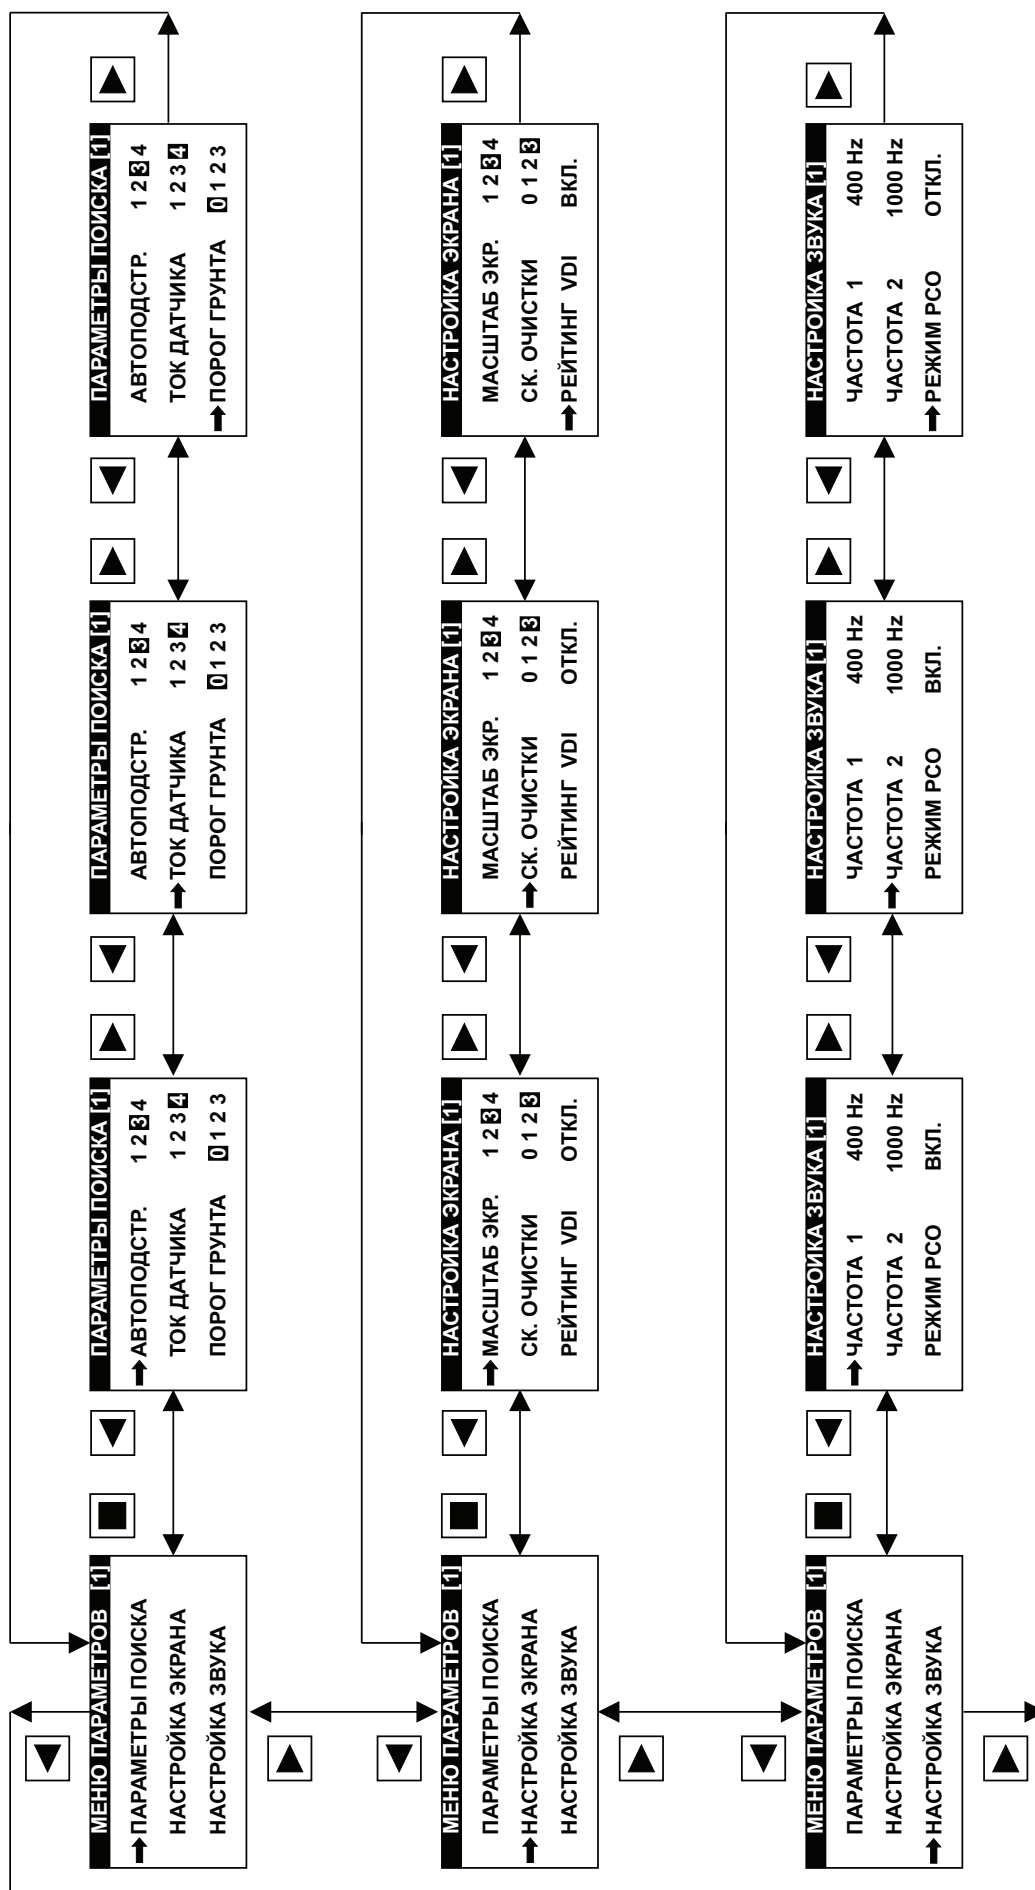 МЕНЮ ПАРАМЕТРОВ [1]
ПАРАМЕТРЫ ПОИСКА
НАСТРОЙКА ЭКРАНА
НАСТРОЙКА ЗВУКА
ПАРАМЕТРЫ ПОИСКА [1]
АВТОПОДСТР. 1 2 3 4
ТОК ДАТЧИКА 1 2 3 4
ПОРОГ ГРУНТА 0 1 2 3
ПАРАМЕТРЫ ПОИСКА [1]
АВТОПОДСТР. 1 2 3 4
ТОК ДАТЧИКА 1 2 3 4
ПОРОГ ГРУНТА 0 1 2 3
ПАРАМЕТРЫ ПОИСКА [1]
АВТОПОДСТР. 1 2 3 4
ТОК ДАТЧИКА 1 2 3 4
ПОРОГ ГРУНТА 0 1 2 3
МЕНЮ ПАРАМЕТРОВ [1]
ПАРАМЕТРЫ ПОИСКА
НАСТРОЙКА ЭКРАНА
НАСТРОЙКА ЗВУКА
НАСТРОИКА ЭКРАНА [1]
МАСШТАБ ЭКР. 1 2 3 4
СК. ОЧИСТКИ 0 1 2 3
РЕЙТИНГ VDI ОТКЛ.
НАСТРОИКА ЭКРАНА [1]
МАСШТАБ ЭКР. 1 2 3 4
СК. ОЧИСТКИ 0 1 2 3
РЕЙТИНГ VDI ОТКЛ.
НАСТРОИКА ЭКРАНА [1]
МАСШТАБ ЭКР. 1 2 3 4
СК. ОЧИСТКИ 0 1 2 3
РЕЙТИНГ VDI ВКЛ.
МЕНЮ ПАРАМЕТРОВ [1]
ПАРАМЕТРЫ ПОИСКА
НАСТРОЙКА ЭКРАНА
НАСТРОЙКА ЗВУКА
НАСТРОИКА ЗВУКА [1]
ЧАСТОТА 1 400 Hz
ЧАСТОТА 2 1000 Hz
РЕЖИМ РСО ВКЛ.
НАСТРОИКА ЗВУКА [1]
ЧАСТОТА 1 400 Hz
ЧАСТОТА 2 1000 Hz
РЕЖИМ РСО ВКЛ.
НАСТРОИКА ЗВУКА [1]
ЧАСТОТА 1 400 Hz
ЧАСТОТА 2 1000 Hz
РЕЖИМ РСО ОТКЛ.